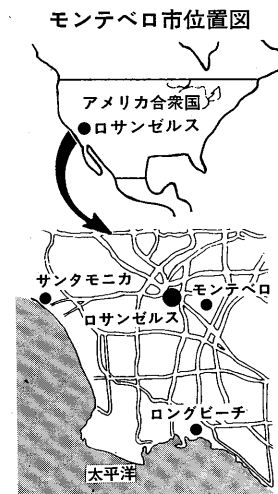 モンテベロ市位置図
アメリカ合衆国
ロサンゼルス
サンタモニカ
モンテベロ
ロサンゼルス
ロングビーチ
太平洋